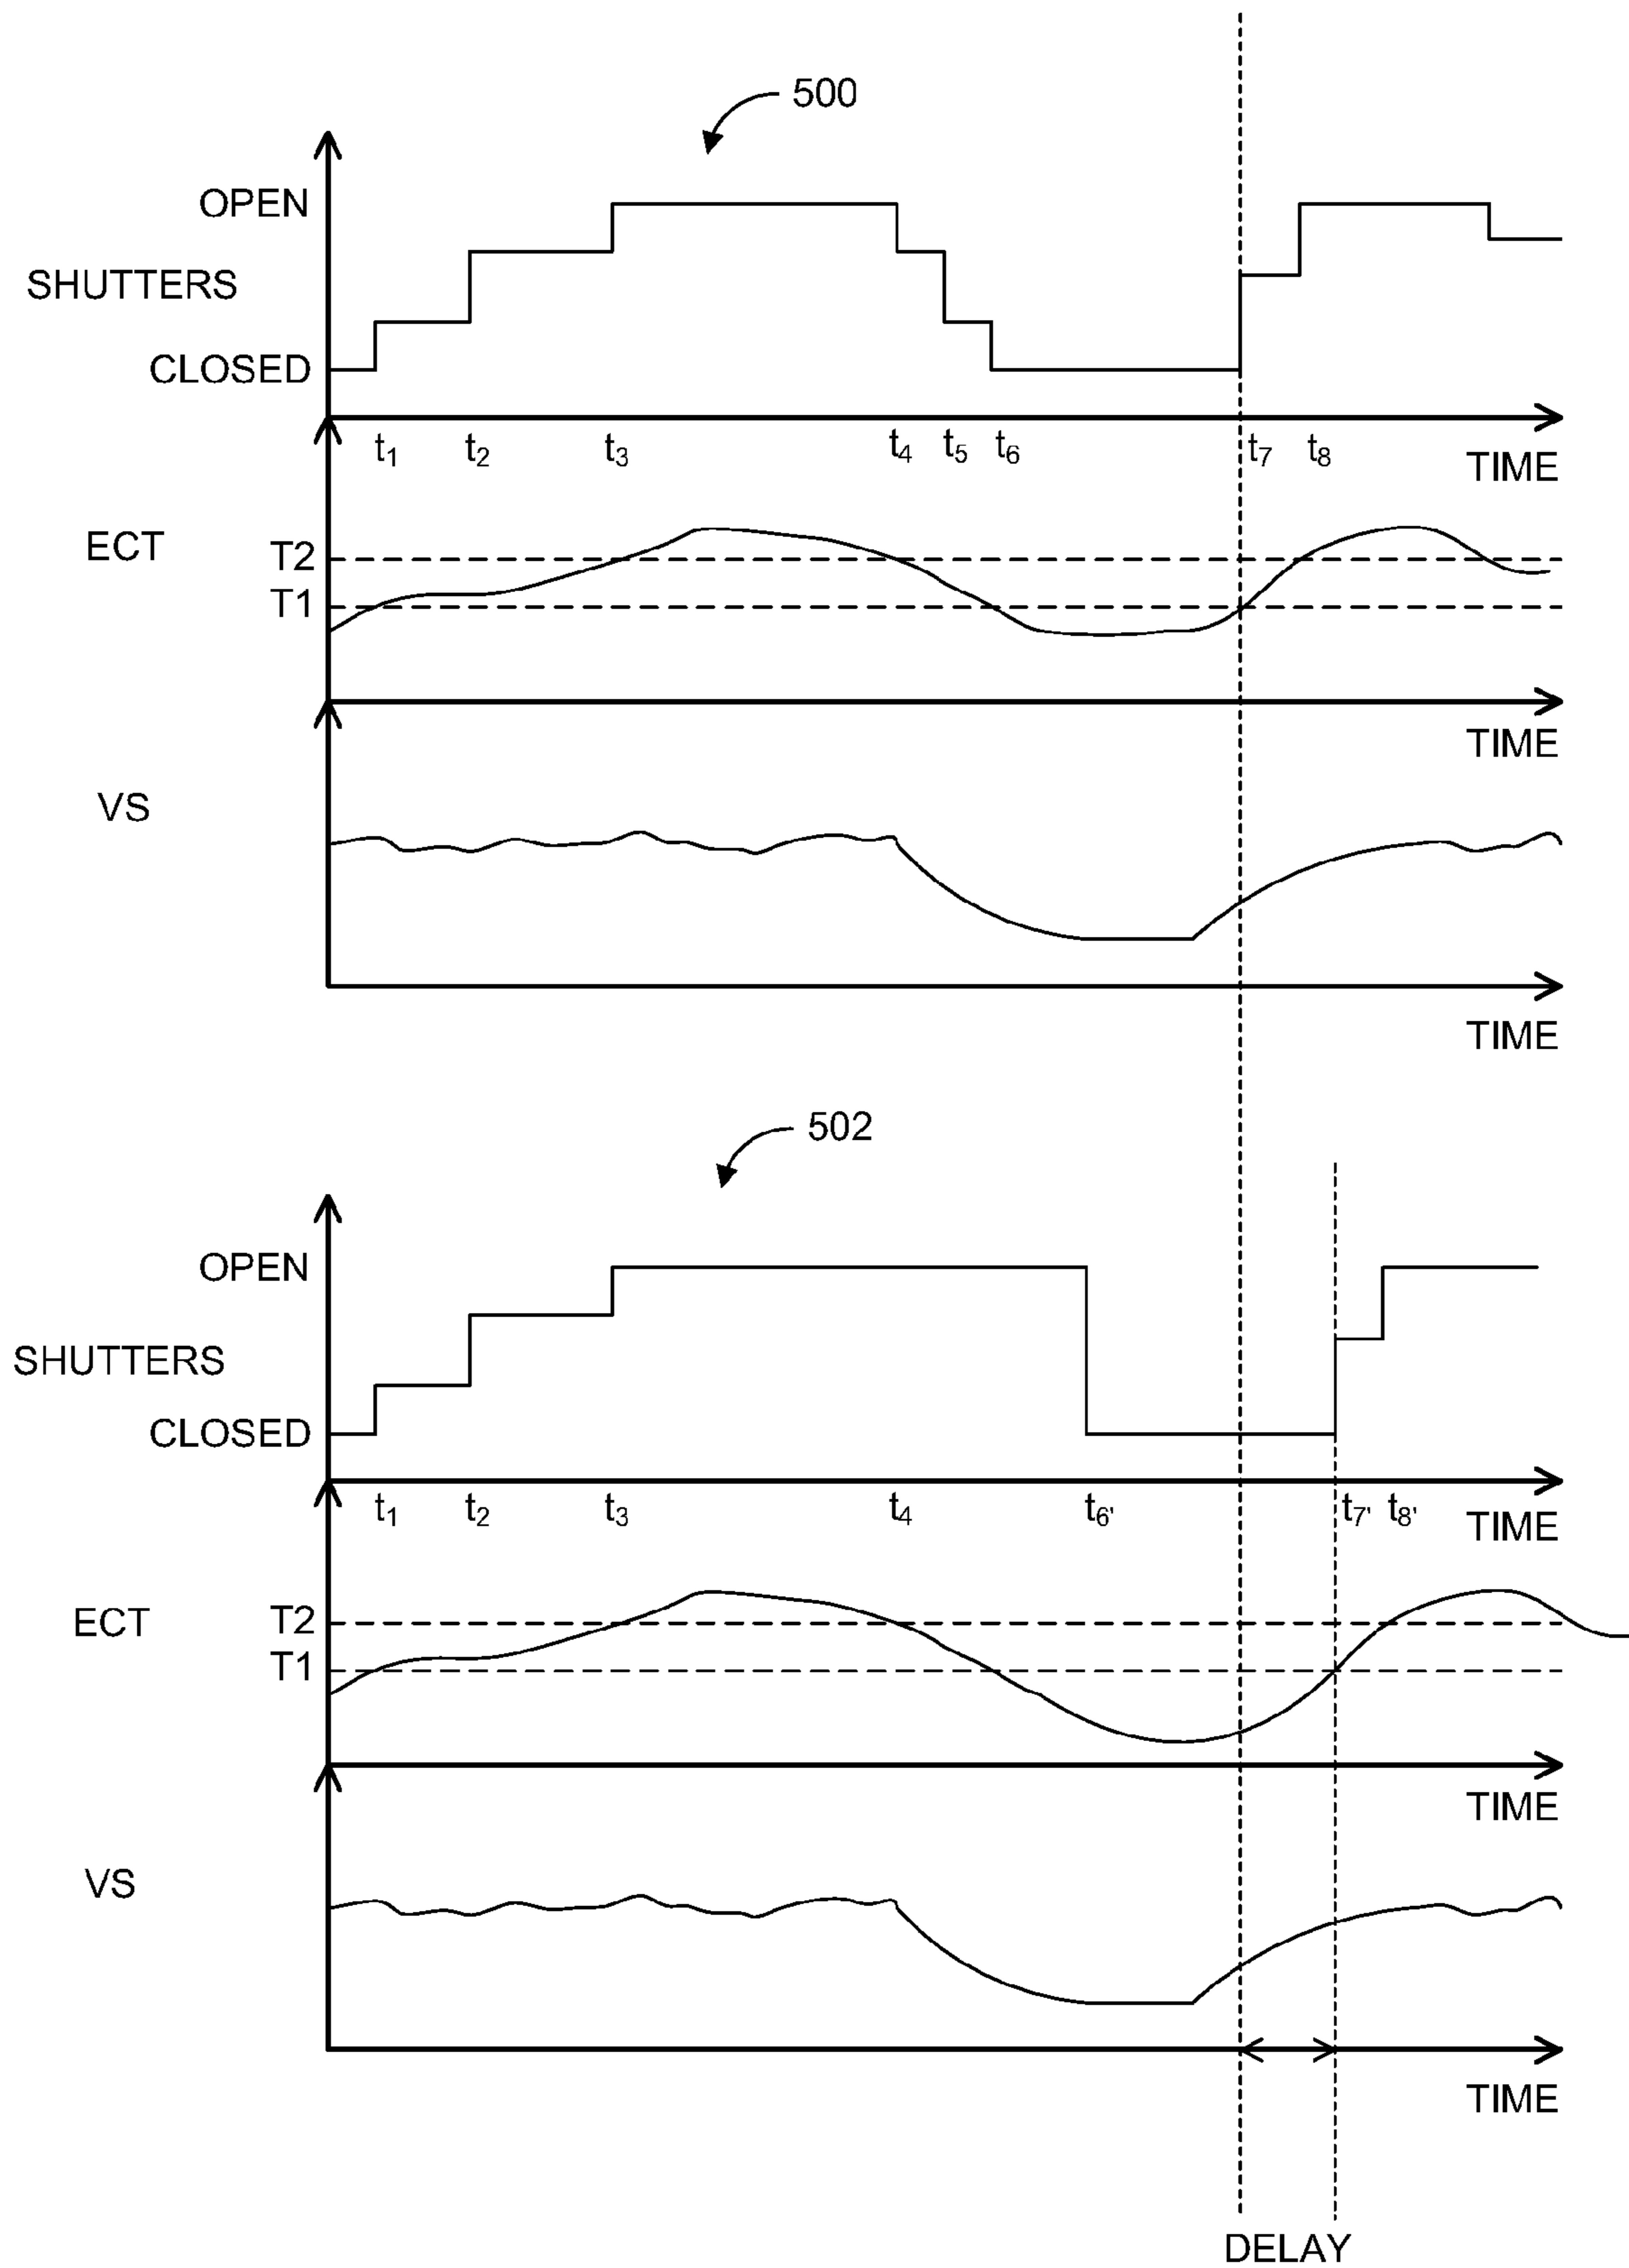 500
OPEN
SHUTTERS
CLOSED
t1 t2 t3 t4 t5 t6 t7 t8
TIME
ECT
T2
T1
TIME
VS
TIME
502
OPEN
SHUTTERS
CLOSED
t1 t2 t3 t4 t6' t7' t8'
TIME
ECT
T2
T1
TIME
VS
TIME
DELAY